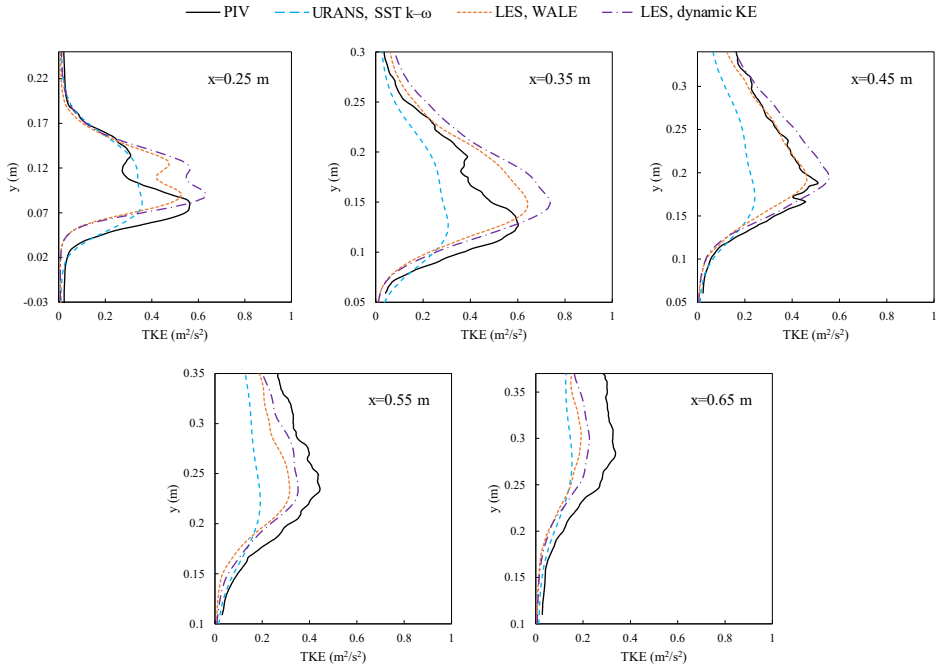 PIV URANS, SST k–ω LES, WALE LES, dynamic KE
x=0.25 m
y (m)
0.22
0.17
0.12
0.07
0.02
-0.03
0 0.2 0.4 0.6 0.8 1
TKE (m²/s²)
x=0.35 m
y (m)
0.3
0.25
0.2
0.15
0.1
0.05
0 0.2 0.4 0.6 0.8 1
TKE (m²/s²)
x=0.45 m
y (m)
0.3
0.25
0.2
0.15
0.1
0.05
0 0.2 0.4 0.6 0.8 1
TKE (m²/s²)
x=0.55 m
y (m)
0.35
0.3
0.25
0.2
0.15
0.1
0 0.2 0.4 0.6 0.8 1
TKE (m²/s²)
x=0.65 m
y (m)
0.35
0.3
0.25
0.2
0.15
0.1
0 0.2 0.4 0.6 0.8 1
TKE (m²/s²)